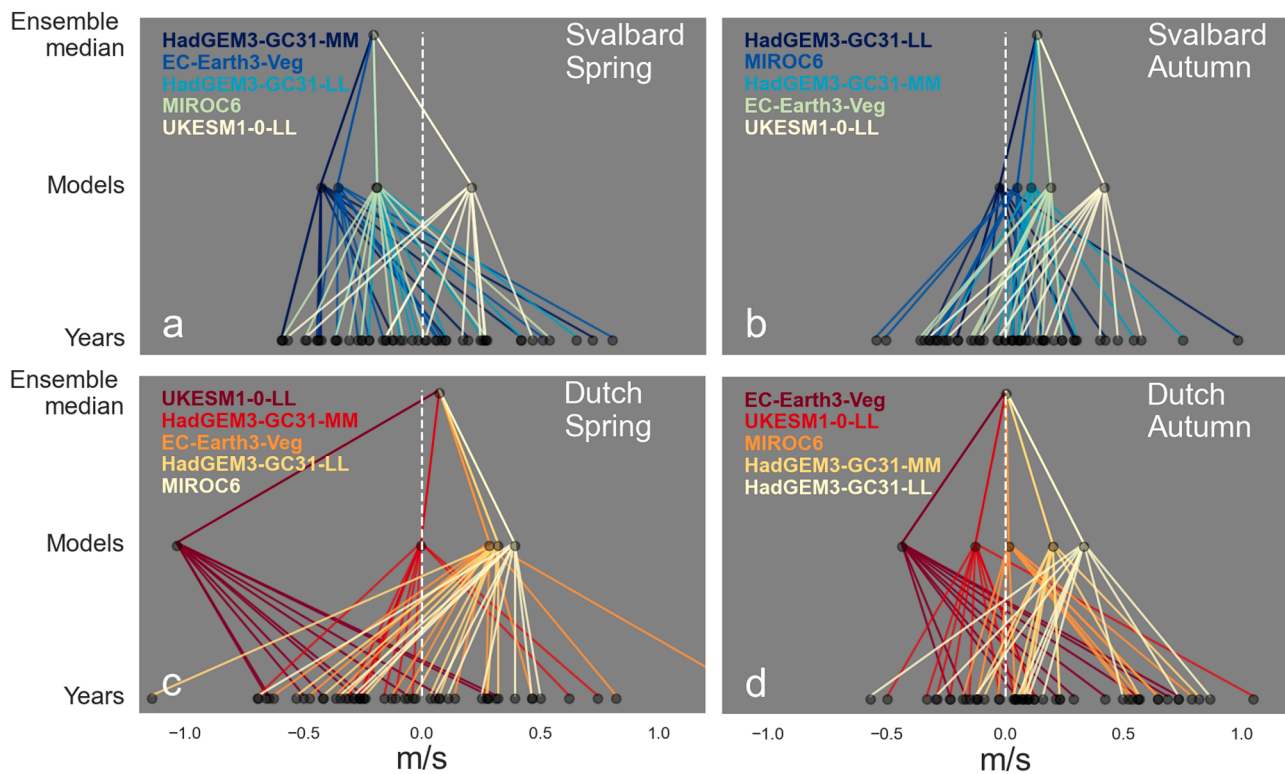 Ensemble
median
HadGEM3-GC31-MM
EC-Earth3-Veg
HadGEM3-GC31-LL
MIROC6
UKESM1-0-LL
Svalbard
Spring
Models
Years
a
HadGEM3-GC31-LL
MIROC6
HadGEM3-GC31-MM
EC-Earth3-Veg
UKESM1-0-LL
Svalbard
Autumn
b
Ensemble
median
UKESM1-0-LL
HadGEM3-GC31-MM
EC-Earth3-Veg
HadGEM3-GC31-LL
MIROC6
Dutch
Spring
Models
Years
c
−1.0 −0.5 0.0 0.5 1.0
m/s
EC-Earth3-Veg
UKESM1-0-LL
MIROC6
HadGEM3-GC31-MM
HadGEM3-GC31-LL
Dutch
Autumn
d
−1.0 −0.5 0.0 0.5 1.0
m/s